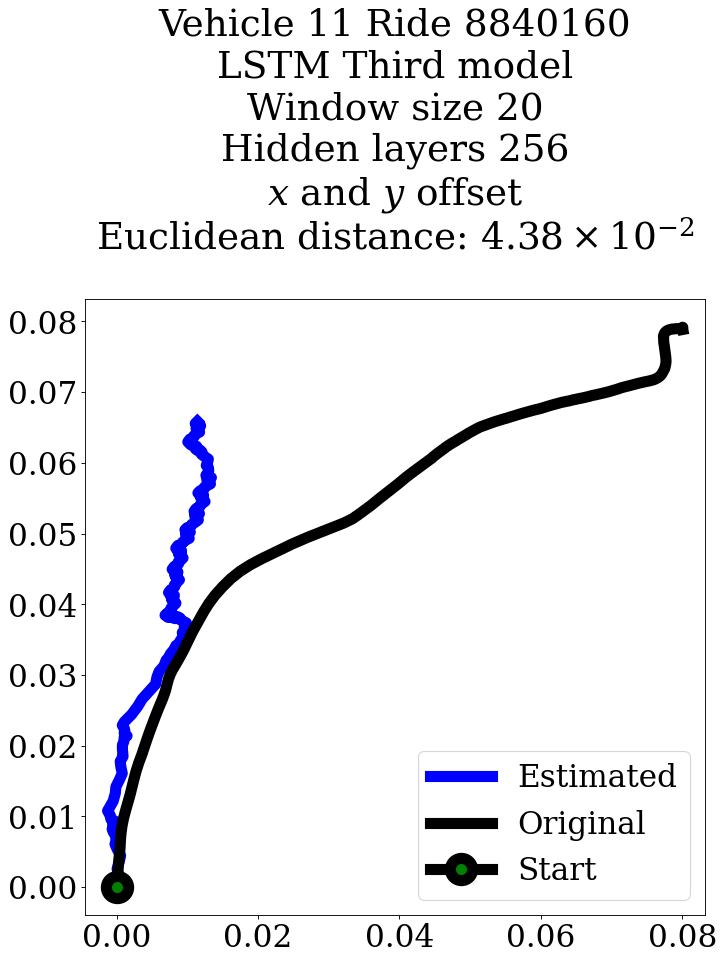 Vehicle 11 Ride 8840160
LSTM Third model
Window size 20
Hidden layers 256
x and y offset
Euclidean distance: 4.38 × 10⁻²
0.08
0.07
0.06
0.05
0.04
0.03
0.02
0.01
0.00
Estimated
Original
Start
0.00 0.02 0.04 0.06 0.08